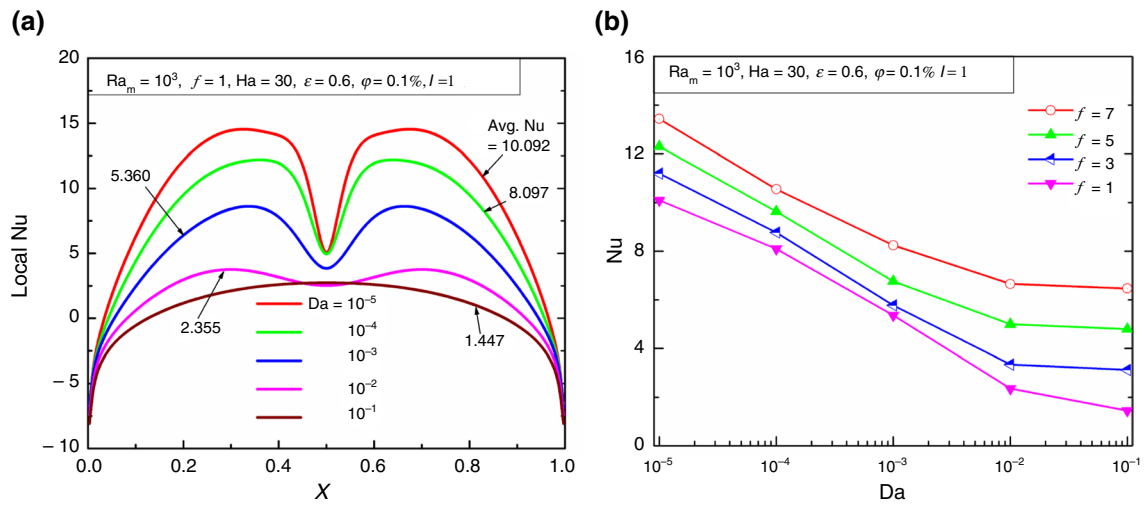 (a)
20
15
10
5
0
– 5
– 10
Local Nu
Ra_m = 10³, f = 1, Ha = 30, ε = 0.6, φ = 0.1%, I = 1
Avg. Nu
= 10.092
5.360
8.097
2.355
1.447
Da = 10⁻⁵
10⁻⁴
10⁻³
10⁻²
10⁻¹
0.0 0.2 0.4 0.6 0.8 1.0
X
(b)
16
12
8
4
0
Nu
Ra_m = 10³, Ha = 30, ε = 0.6, φ = 0.1% I = 1
f = 7
f = 5
f = 3
f = 1
10⁻⁵ 10⁻⁴ 10⁻³ 10⁻² 10⁻¹
Da